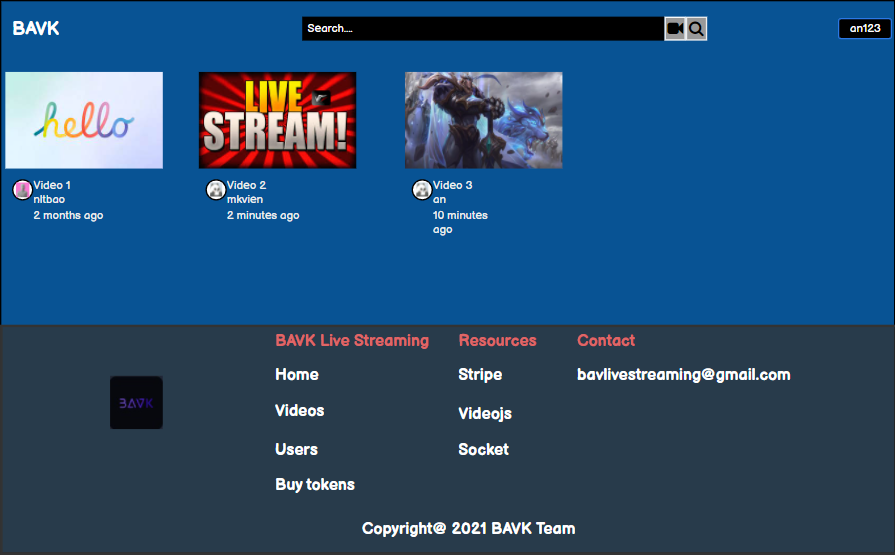 BAVK
Search....
an123
hello
LIVE
STREAM!
Video 1
nltbao
2 months ago
Video 2
mkvien
2 minutes ago
Video 3
an
10 minutes
ago
BAVK
BAVK Live Streaming
Home
Videos
Users
Buy tokens
Resources
Stripe
Videojs
Socket
Contact
bavlivestreaming@gmail.com
Copyright@ 2021 BAVK Team